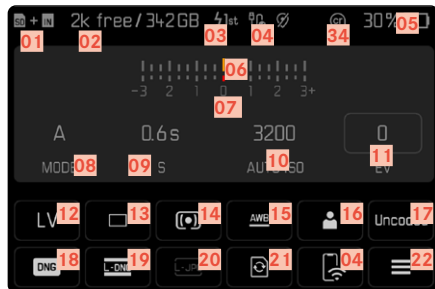 SD + IN 2k free/342GB 1st GF 30%
01 02 03 04 34 05
06
-3 2 1 0 1 2 3+
07
A 0.6s 3200 0
MODE 08 09 S AUTO ISO 10 EV 11
LV 12 13 14 AWB 15 16 Uncoded 17
DNG 18 L-DNG 19 L-JPG 20 21 04 22